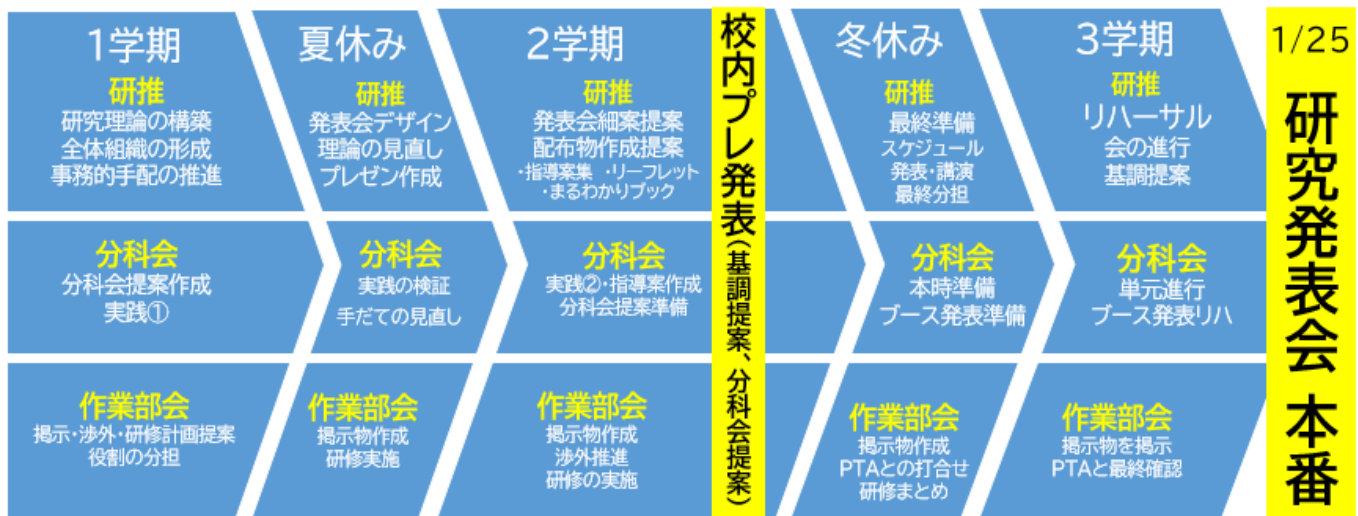 1学期
研推
研究理論の構築
全体組織の形成
事務的手配の推進
分科会
分科会提案作成
実践①
作業部会
掲示・渉外・研修計画提案
役割の分担
夏休み
研推
発表会デザイン
理論の見直し
プレゼン作成
分科会
実践の検証
手だての見直し
作業部会
掲示物作成
研修実施
2学期
研推
発表会細案提案
配布物作成提案
・指導案集 ・リーフレット
・まるわかりブック
分科会
実践②・指導案作成
分科会提案準備
作業部会
掲示物作成
渉外推進
研修の実施
校内プレ発表(基調提案、分科会提案)
冬休み
研推
最終準備
スケジュール
発表・講演
最終分担
分科会
本時準備
ブース発表準備
作業部会
掲示物作成
PTAとの打合せ
研修まとめ
3学期
研推
リハーサル
会の進行
基調提案
分科会
単元進行
ブース発表リハ
作業部会
掲示物を掲示
PTAと最終確認
1/25
研究発表会 本番